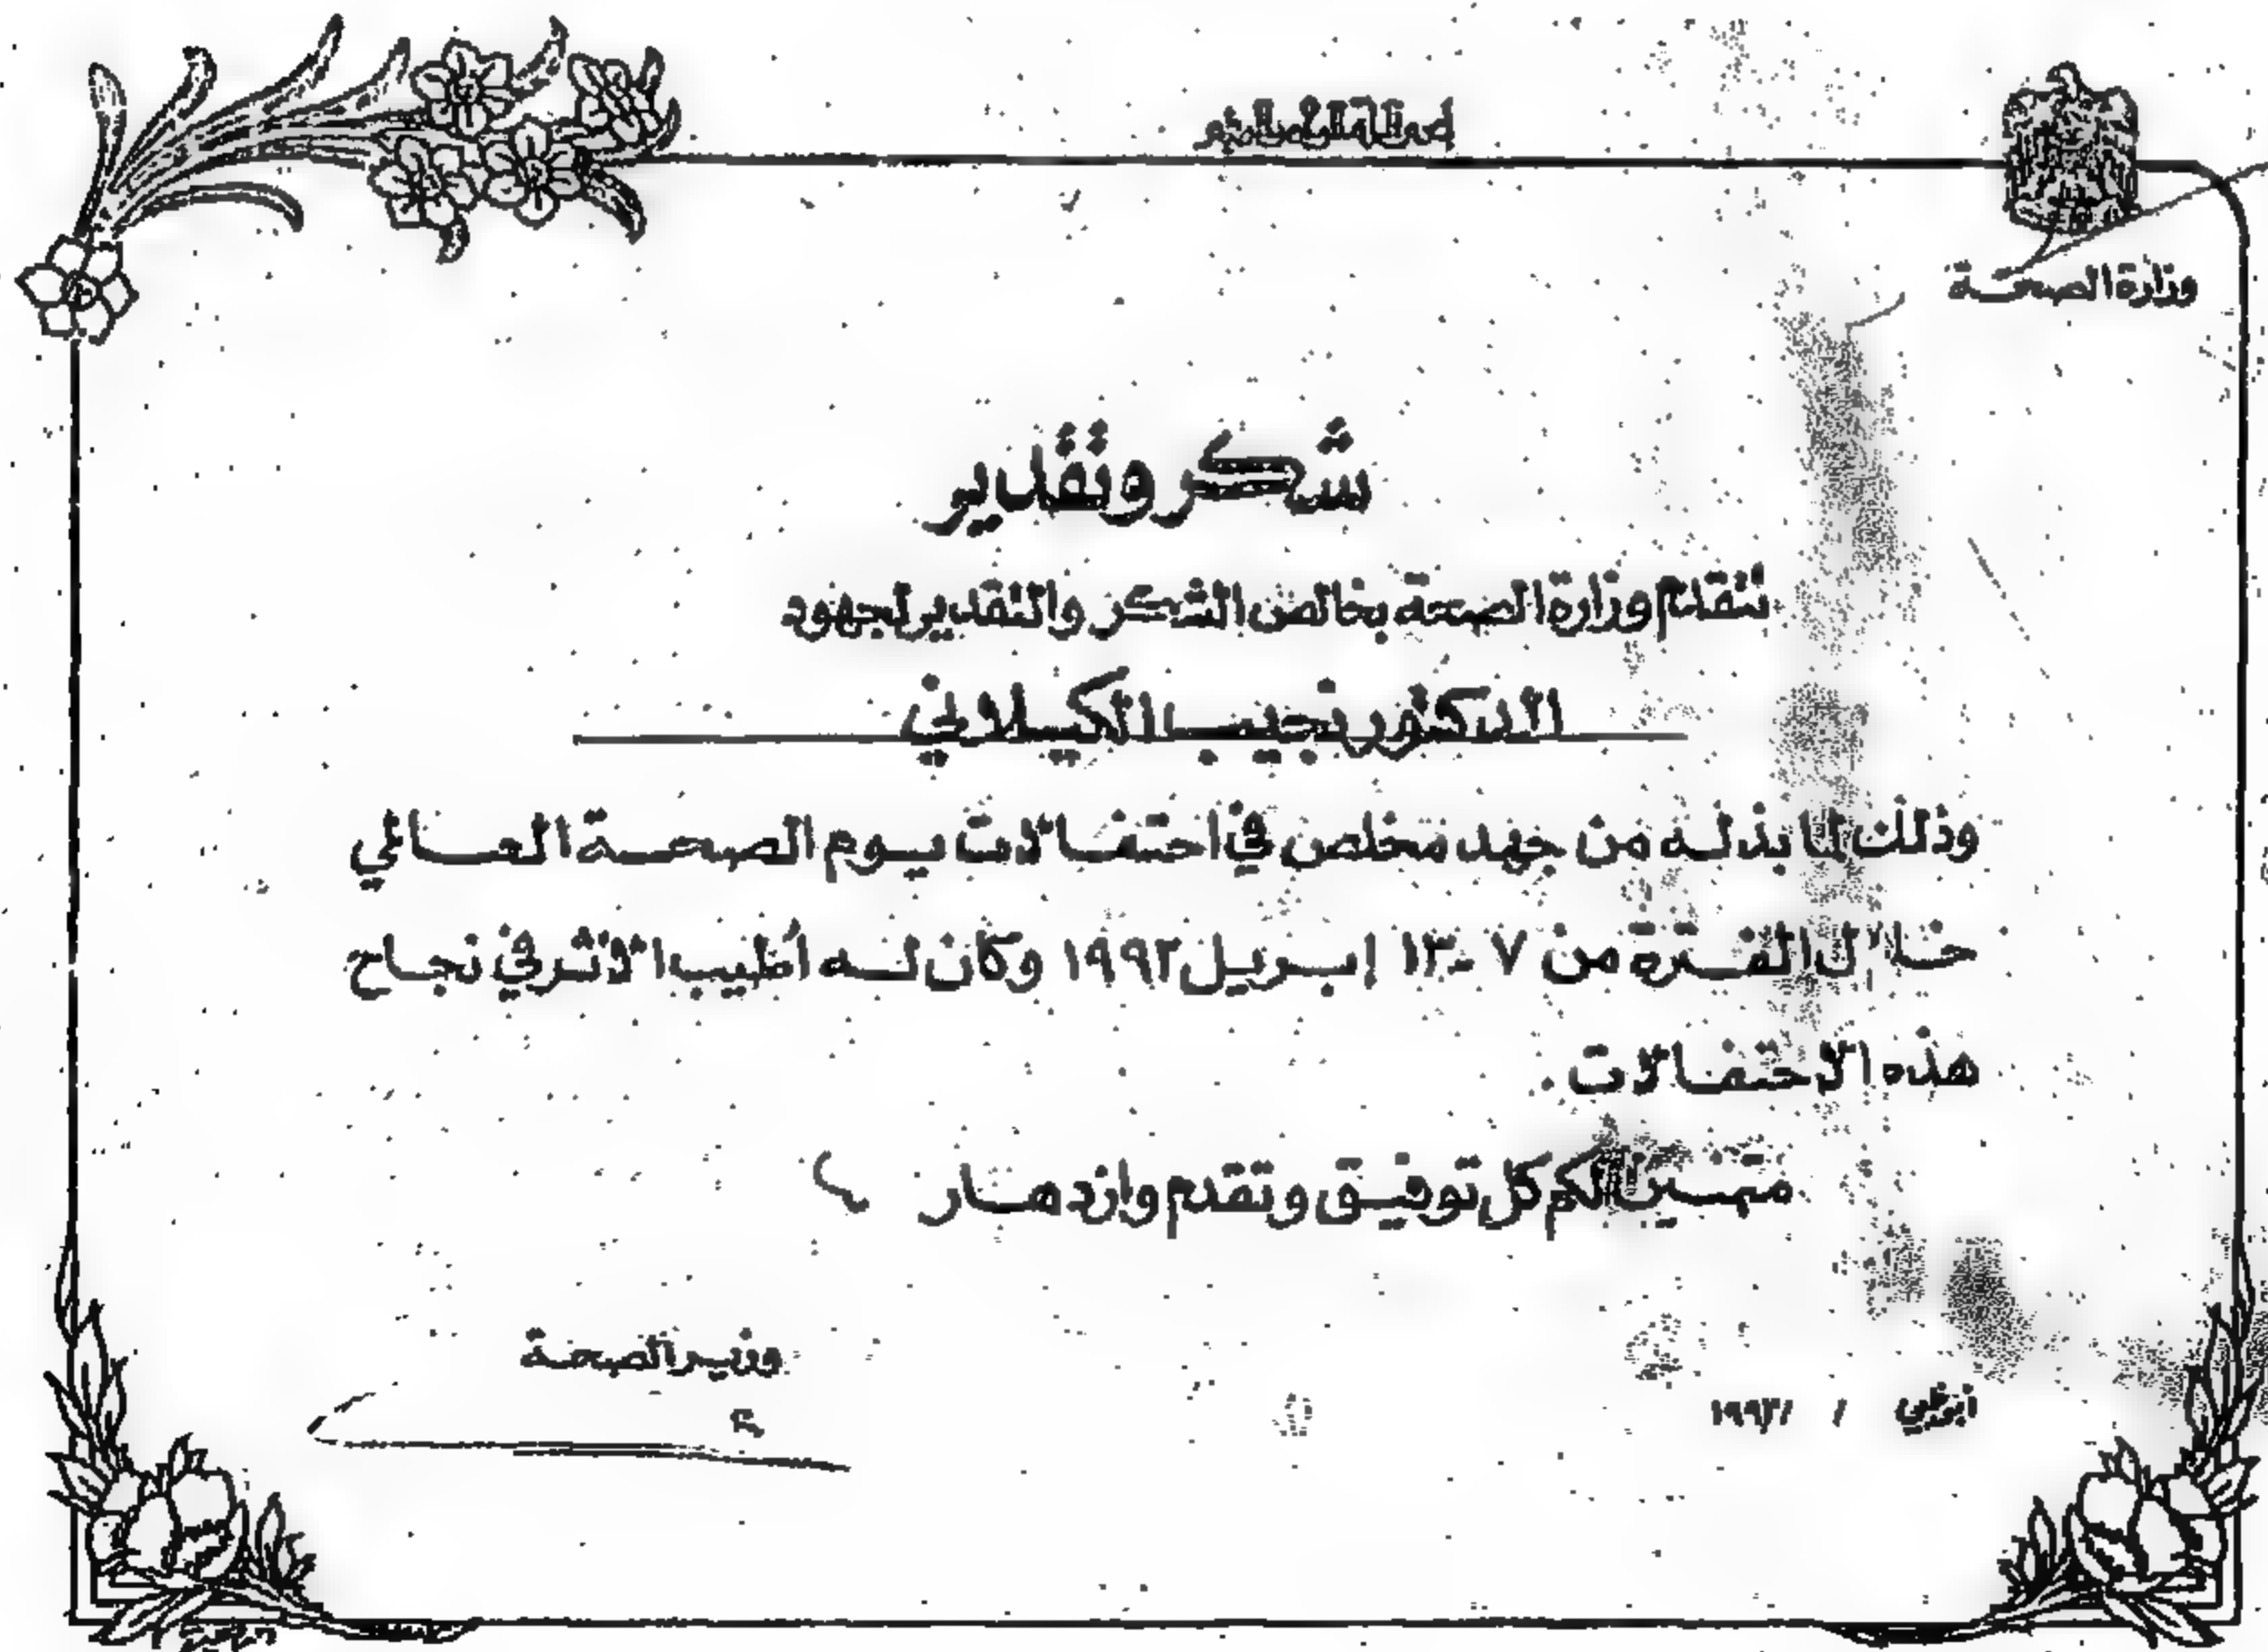 بسم الله الرحمن الرحيم
وزارة الصحة
شكر وتقدير
تتقدم وزارة الصحة بخالص الشكر والتقدير لجهود
الدكتور نجيب الكيلاني
وذلك لما بذله من جهد مخلص في احتفالات يوم الصحة العالمي
خلال الفترة من ٧ - ١٣ إبريل ١٩٩٢ وكان له أطيب الأثر في نجاح
هذه الاحتفالات .
متمنين لكم كل توفيق وتقدم وازدهار
وزير الصحة
أبوظبي / /١٩٩٢